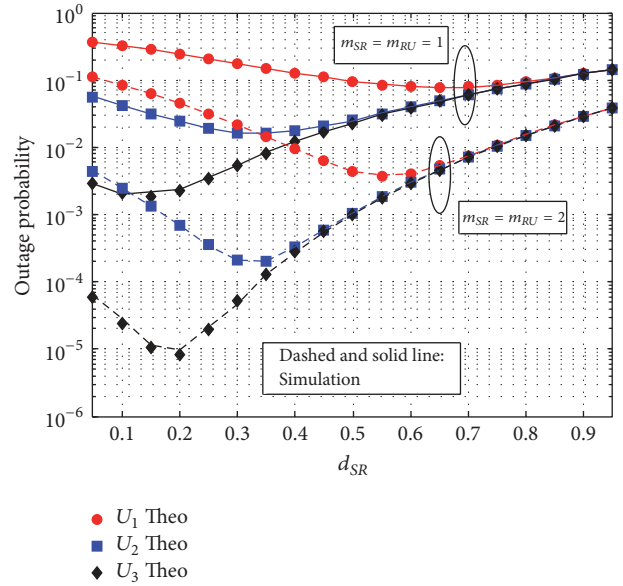 10^0
10^-1
10^-2
10^-3
10^-4
10^-5
10^-6
Outage probability
m_SR = m_RU = 1
m_SR = m_RU = 2
Dashed and solid line:
Simulation
0.1 0.2 0.3 0.4 0.5 0.6 0.7 0.8 0.9
d_SR
U_1 Theo
U_2 Theo
U_3 Theo